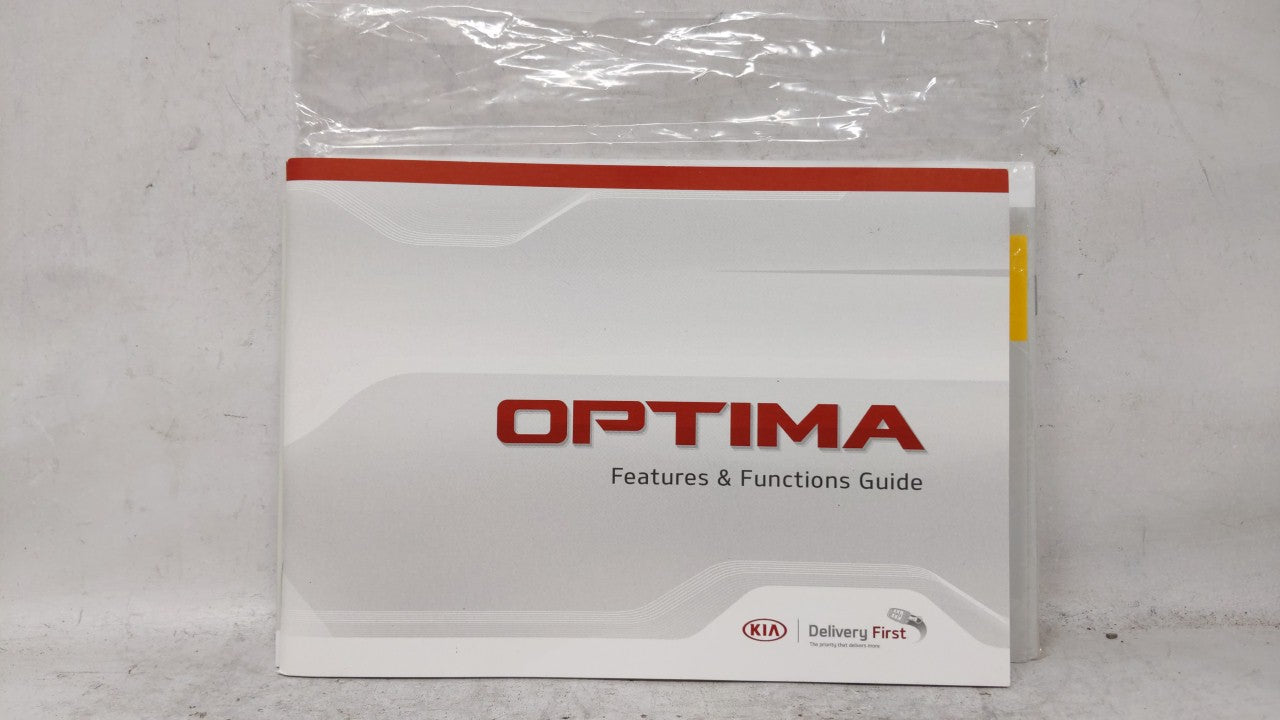 OPTIMA
Features & Functions Guide
KIA
Delivery First
The priority that delivers more